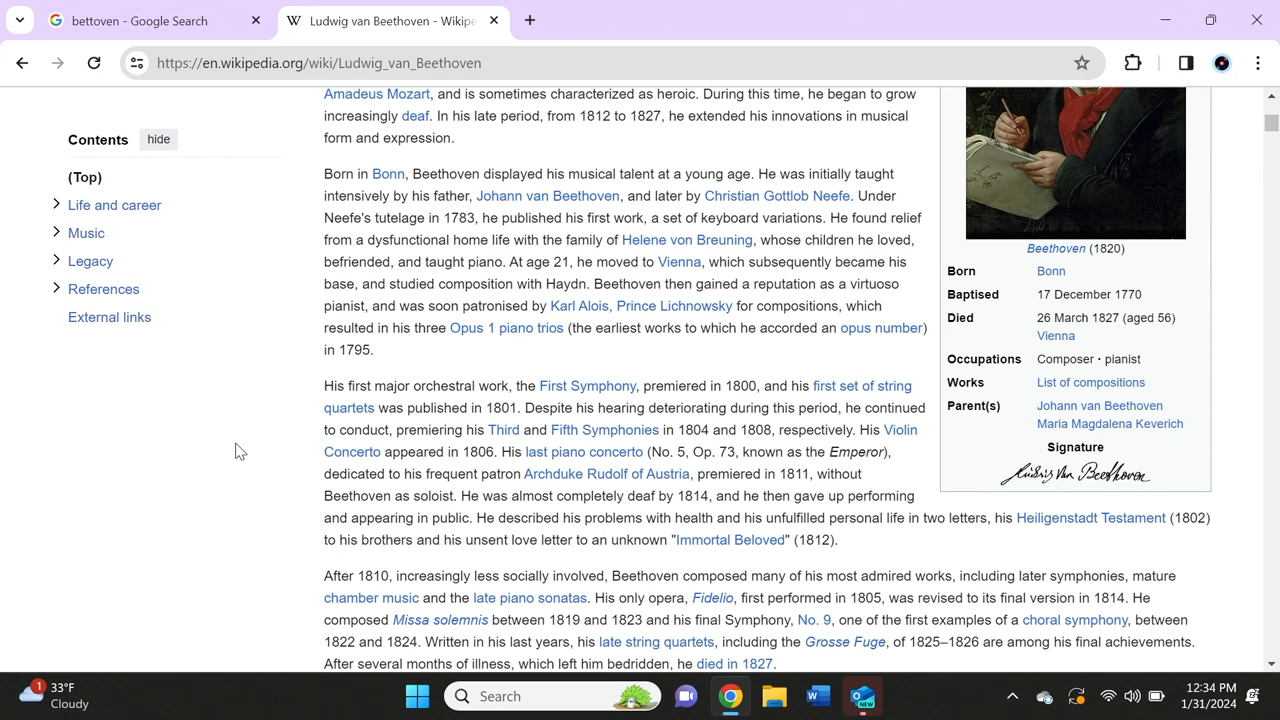 bettoven - Google Search
Ludwig van Beethoven - Wikipe
https://en.wikipedia.org/wiki/Ludwig_van_Beethoven
Contents hide
(Top)
Life and career
Music
Legacy
References
External links
Amadeus Mozart, and is sometimes characterized as heroic. During this time, he began to grow
increasingly deaf. In his late period, from 1812 to 1827, he extended his innovations in musical
form and expression.
Born in Bonn, Beethoven displayed his musical talent at a young age. He was initially taught
intensively by his father, Johann van Beethoven, and later by Christian Gottlob Neefe. Under
Neefe's tutelage in 1783, he published his first work, a set of keyboard variations. He found relief
from a dysfunctional home life with the family of Helene von Breuning, whose children he loved,
befriended, and taught piano. At age 21, he moved to Vienna, which subsequently became his
base, and studied composition with Haydn. Beethoven then gained a reputation as a virtuoso
pianist, and was soon patronised by Karl Alois, Prince Lichnowsky for compositions, which
resulted in his three Opus 1 piano trios (the earliest works to which he accorded an opus number)
in 1795.
His first major orchestral work, the First Symphony, premiered in 1800, and his first set of string
quartets was published in 1801. Despite his hearing deteriorating during this period, he continued
to conduct, premiering his Third and Fifth Symphonies in 1804 and 1808, respectively. His Violin
Concerto appeared in 1806. His last piano concerto (No. 5, Op. 73, known as the Emperor),
dedicated to his frequent patron Archduke Rudolf of Austria, premiered in 1811, without
Beethoven as soloist. He was almost completely deaf by 1814, and he then gave up performing
and appearing in public. He described his problems with health and his unfulfilled personal life in two letters, his Heiligenstadt Testament (1802)
to his brothers and his unsent love letter to an unknown "Immortal Beloved" (1812).
After 1810, increasingly less socially involved, Beethoven composed many of his most admired works, including later symphonies, mature
chamber music and the late piano sonatas. His only opera, Fidelio, first performed in 1805, was revised to its final version in 1814. He
composed Missa solemnis between 1819 and 1823 and his final Symphony, No. 9, one of the first examples of a choral symphony, between
1822 and 1824. Written in his last years, his late string quartets, including the Grosse Fuge, of 1825–1826 are among his final achievements.
After several months of illness, which left him bedridden, he died in 1827.
Beethoven (1820)
Born Bonn
Baptised 17 December 1770
Died 26 March 1827 (aged 56)
Vienna
Occupations Composer · pianist
Works List of compositions
Parent(s) Johann van Beethoven
Maria Magdalena Keverich
Signature
Ludwig van Beethoven
1
33°F
Cloudy
Search
NEW
12:34 PM
1/31/2024